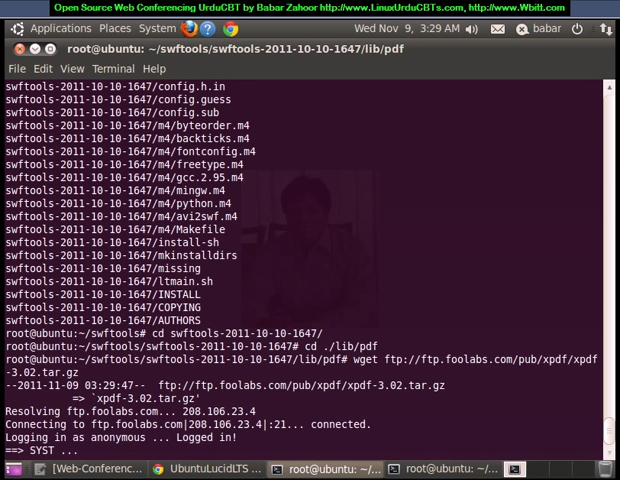 Open Source Web Conferencing UrduCBT by Babar Zahoor http://www.LinuxUrduCBTs.com, http://www.Wbitt.com
Applications Places System Wed Nov 9, 3:29 AM babar
root@ubuntu: ~/swftools/swftools-2011-10-10-1647/lib/pdf
File Edit View Terminal Help
swftools-2011-10-10-1647/config.h.in
swftools-2011-10-10-1647/config.guess
swftools-2011-10-10-1647/config.sub
swftools-2011-10-10-1647/m4/byteorder.m4
swftools-2011-10-10-1647/m4/backticks.m4
swftools-2011-10-10-1647/m4/fontconfig.m4
swftools-2011-10-10-1647/m4/freetype.m4
swftools-2011-10-10-1647/m4/gcc.2.95.m4
swftools-2011-10-10-1647/m4/mingw.m4
swftools-2011-10-10-1647/m4/python.m4
swftools-2011-10-10-1647/m4/avi2swf.m4
swftools-2011-10-10-1647/m4/Makefile
swftools-2011-10-10-1647/install-sh
swftools-2011-10-10-1647/mkinstalldirs
swftools-2011-10-10-1647/missing
swftools-2011-10-10-1647/ltmain.sh
swftools-2011-10-10-1647/INSTALL
swftools-2011-10-10-1647/COPYING
swftools-2011-10-10-1647/AUTHORS
root@ubuntu:~/swftools# cd swftools-2011-10-10-1647/
root@ubuntu:~/swftools/swftools-2011-10-10-1647# cd ./lib/pdf
root@ubuntu:~/swftools/swftools-2011-10-10-1647/lib/pdf# wget ftp://ftp.foolabs.com/pub/xpdf/xpdf
-3.02.tar.gz
--2011-11-09 03:29:47-- ftp://ftp.foolabs.com/pub/xpdf/xpdf-3.02.tar.gz
=> `xpdf-3.02.tar.gz'
Resolving ftp.foolabs.com... 208.106.23.4
Connecting to ftp.foolabs.com|208.106.23.4|:21... connected.
Logging in as anonymous ... Logged in!
==> SYST ...
[Web-Conferenc... UbuntuLucidLTS ... root@ubuntu: ~/... root@ubuntu: ~/...